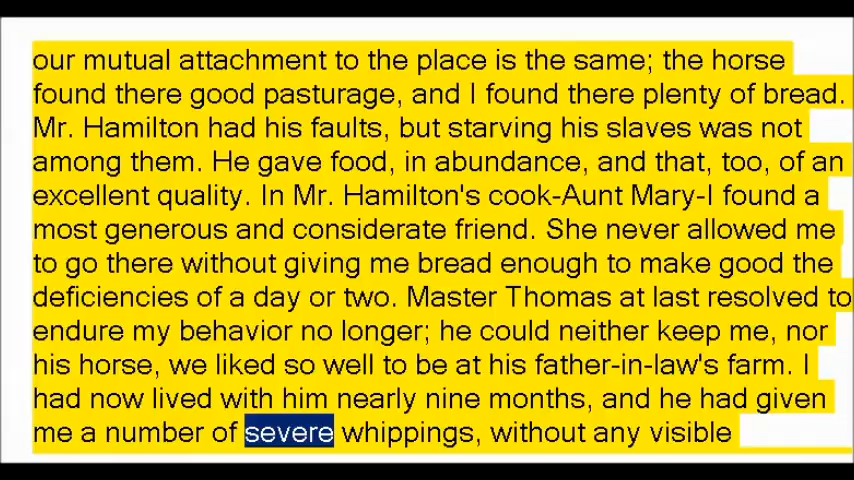 our mutual attachment to the place is the same; the horse
found there good pasturage, and I found there plenty of bread.
Mr. Hamilton had his faults, but starving his slaves was not
among them. He gave food, in abundance, and that, too, of an
excellent quality. In Mr. Hamilton's cook-Aunt Mary-I found a
most generous and considerate friend. She never allowed me
to go there without giving me bread enough to make good the
deficiencies of a day or two. Master Thomas at last resolved to
endure my behavior no longer; he could neither keep me, nor
his horse, we liked so well to be at his father-in-law's farm. I
had now lived with him nearly nine months, and he had given
me a number of severe whippings, without any visible